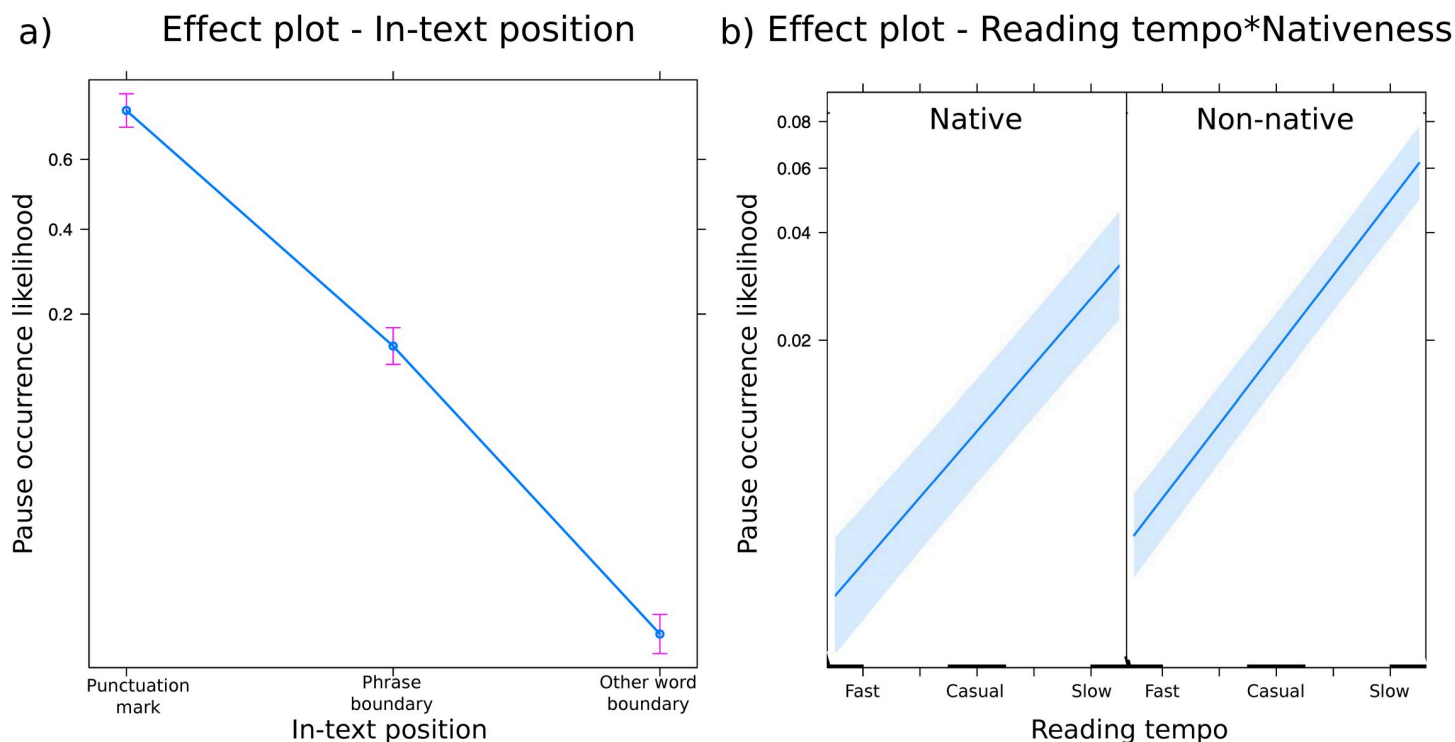 a) Effect plot - In-text position
Pause occurrence likelihood
0.6
0.4
0.2
Punctuation
mark
Phrase
boundary
Other word
boundary
In-text position
b) Effect plot - Reading tempo*Nativeness
Pause occurrence likelihood
Native
Non-native
0.08
0.06
0.04
0.02
Fast Casual Slow Fast Casual Slow
Reading tempo